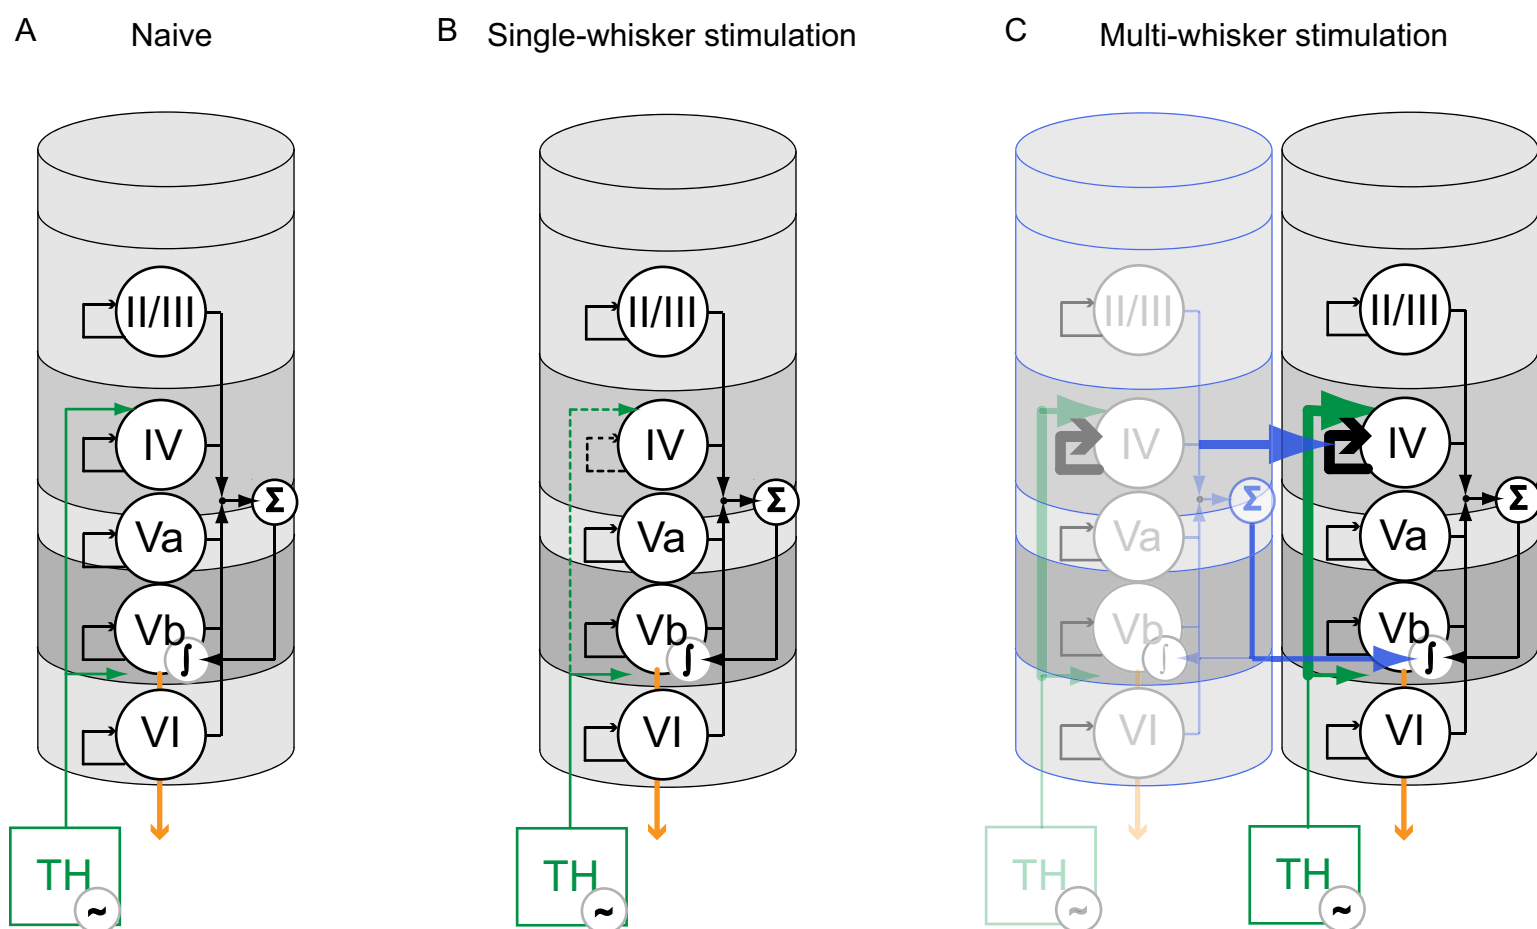 A Naive
B Single-whisker stimulation
C Multi-whisker stimulation
II/III
IV
Va
Vb
VI
Σ
∫
TH
~
II/III
IV
Va
Vb
VI
Σ
∫
TH
~
II/III
IV
Va
Vb
VI
Σ
∫
TH
~
II/III
IV
Va
Vb
VI
Σ
∫
TH
~